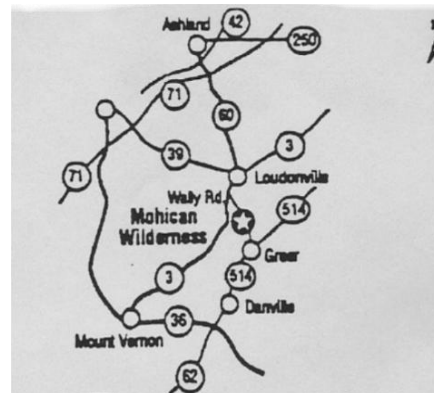 42
Ashland
250
71
60
39
3
71
Loudonville
Wally Rd.
514
Mohican
Wilderness
Greer
3
514
Danville
36
Mount Vernon
62